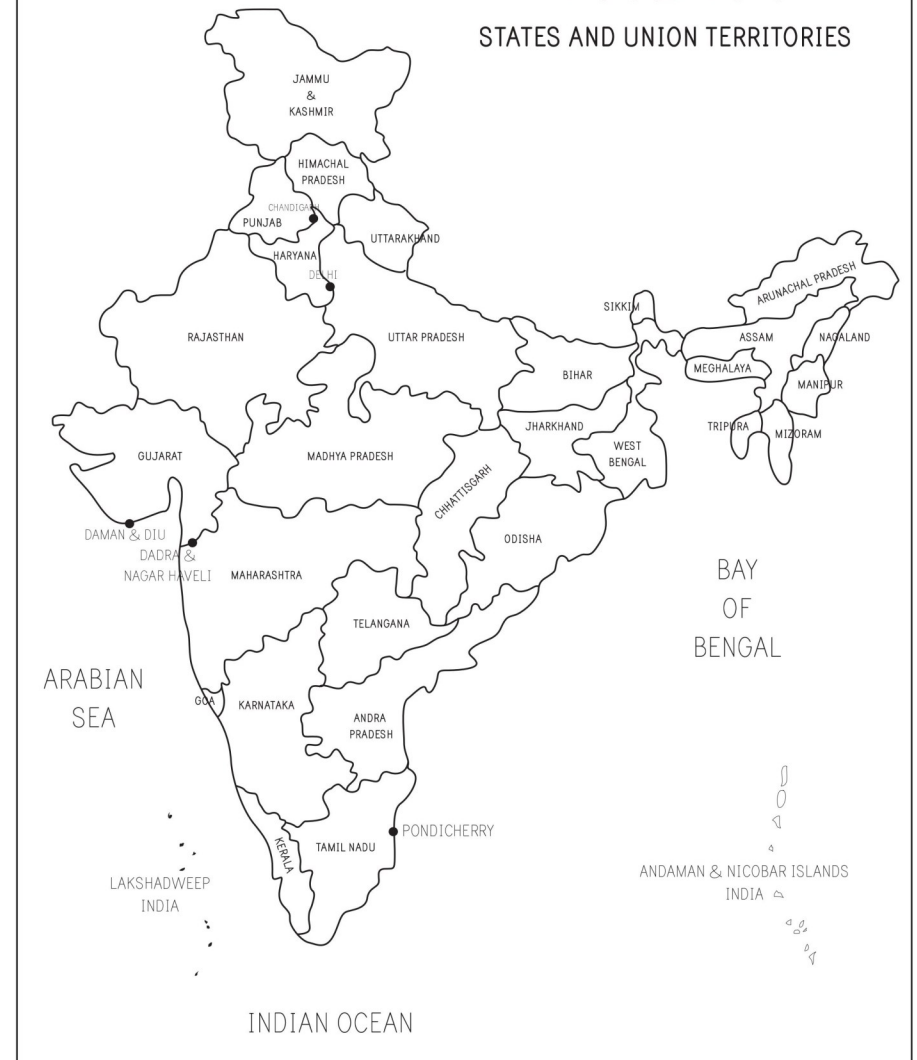 STATES AND UNION TERRITORIES
JAMMU
&
KASHMIR
HIMACHAL
PRADESH
CHANDIGARH
PUNJAB
UTTARAKHAND
HARYANA
DELHI
ARUNACHAL PRADESH
SIKKIM
RAJASTHAN
UTTAR PRADESH
ASSAM
NAGALAND
MEGHALAYA
BIHAR
MANIPUR
JHARKHAND
TRIPURA
MIZORAM
GUJARAT
MADHYA PRADESH
WEST
BENGAL
CHHATTISGARH
DAMAN & DIU
DADRA &
NAGAR HAVELI
ODISHA
MAHARASHTRA
BAY
OF
BENGAL
TELANGANA
ARABIAN
SEA
GOA
KARNATAKA
ANDRA
PRADESH
PONDICHERRY
KERALA
TAMIL NADU
LAKSHADWEEP
INDIA
ANDAMAN & NICOBAR ISLANDS
INDIA
INDIAN OCEAN